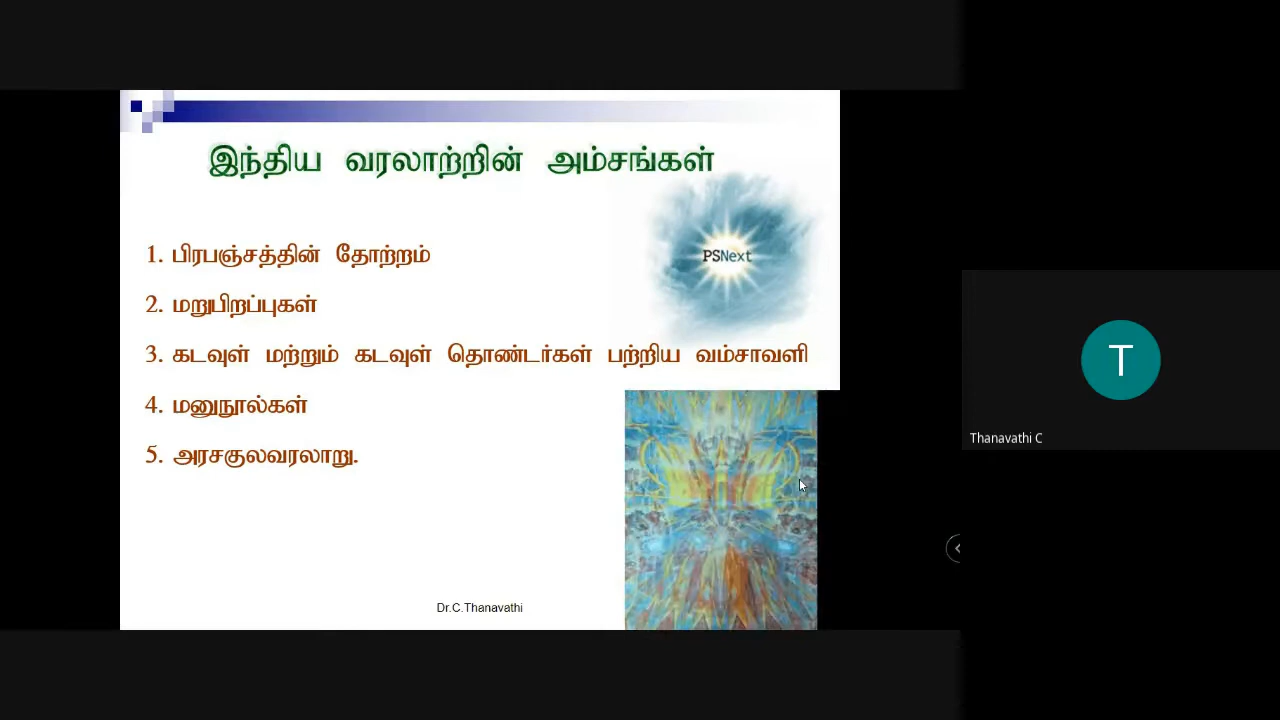 இந்திய வரலாற்றின் அம்சங்கள்
PSNext
1. பிரபஞ்சத்தின் தோற்றம்
2. மறுபிறப்புகள்
3. கடவுள் மற்றும் கடவுள் தொண்டர்கள் பற்றிய வம்சாவளி
4. மனுநூல்கள்
5. அரசகுலவரலாறு.
Dr.C.Thanavathi
T
Thanavathi C